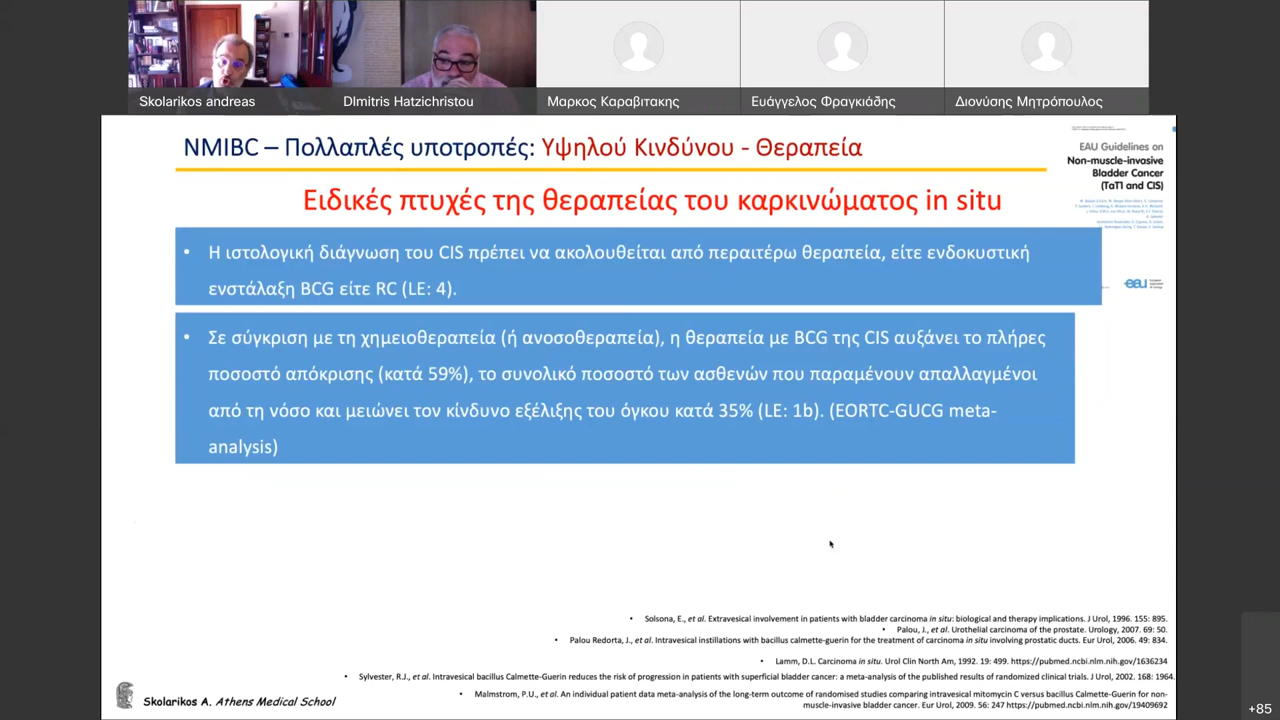 Skolarikos andreas
DImitris Hatzichristou
Μαρκος Καραβιτακης
Ευάγγελος Φραγκιάδης
Διονύσης Μητρόπουλος
NMIBC – Πολλαπλές υποτροπές: Υψηλού Κινδύνου - Θεραπεία
EAU Guidelines on
Non-muscle-invasive
Bladder Cancer
(TaT1 and CIS)
Ειδικές πτυχές της θεραπείας του καρκινώματος in situ
• Η ιστολογική διάγνωση του CIS πρέπει να ακολουθείται από περαιτέρω θεραπεία, είτε ενδοκυστική
ενστάλαξη BCG είτε RC (LE: 4).
eau
• Σε σύγκριση με τη χημειοθεραπεία (ή ανοσοθεραπεία), η θεραπεία με BCG της CIS αυξάνει το πλήρες
ποσοστό απόκρισης (κατά 59%), το συνολικό ποσοστό των ασθενών που παραμένουν απαλλαγμένοι
από τη νόσο και μειώνει τον κίνδυνο εξέλιξης του όγκου κατά 35% (LE: 1b). (EORTC-GUCG meta-
analysis)
• Solsona, E., et al. Extravesical involvement in patients with bladder carcinoma in situ: biological and therapy implications. J Urol, 1996. 155: 895.
• Palou, J., et al. Urothelial carcinoma of the prostate. Urology, 2007. 69: 50.
• Palou Redorta, J., et al. Intravesical instillations with bacillus calmette-guerin for the treatment of carcinoma in situ involving prostatic ducts. Eur Urol, 2006. 49: 834.
• Lamm, D.L. Carcinoma in situ. Urol Clin North Am, 1992. 19: 499. https://pubmed.ncbi.nlm.nih.gov/1636234
• Sylvester, R.J., et al. Intravesical bacillus Calmette-Guerin reduces the risk of progression in patients with superficial bladder cancer: a meta-analysis of the published results of randomized clinical trials. J Urol, 2002. 168: 1964.
• Malmstrom, P.U., et al. An individual patient data meta-analysis of the long-term outcome of randomised studies comparing intravesical mitomycin C versus bacillus Calmette-Guerin for non-
muscle-invasive bladder cancer. Eur Urol, 2009. 56: 247 https://pubmed.ncbi.nlm.nih.gov/19409692
Skolarikos A. Athens Medical School
+85